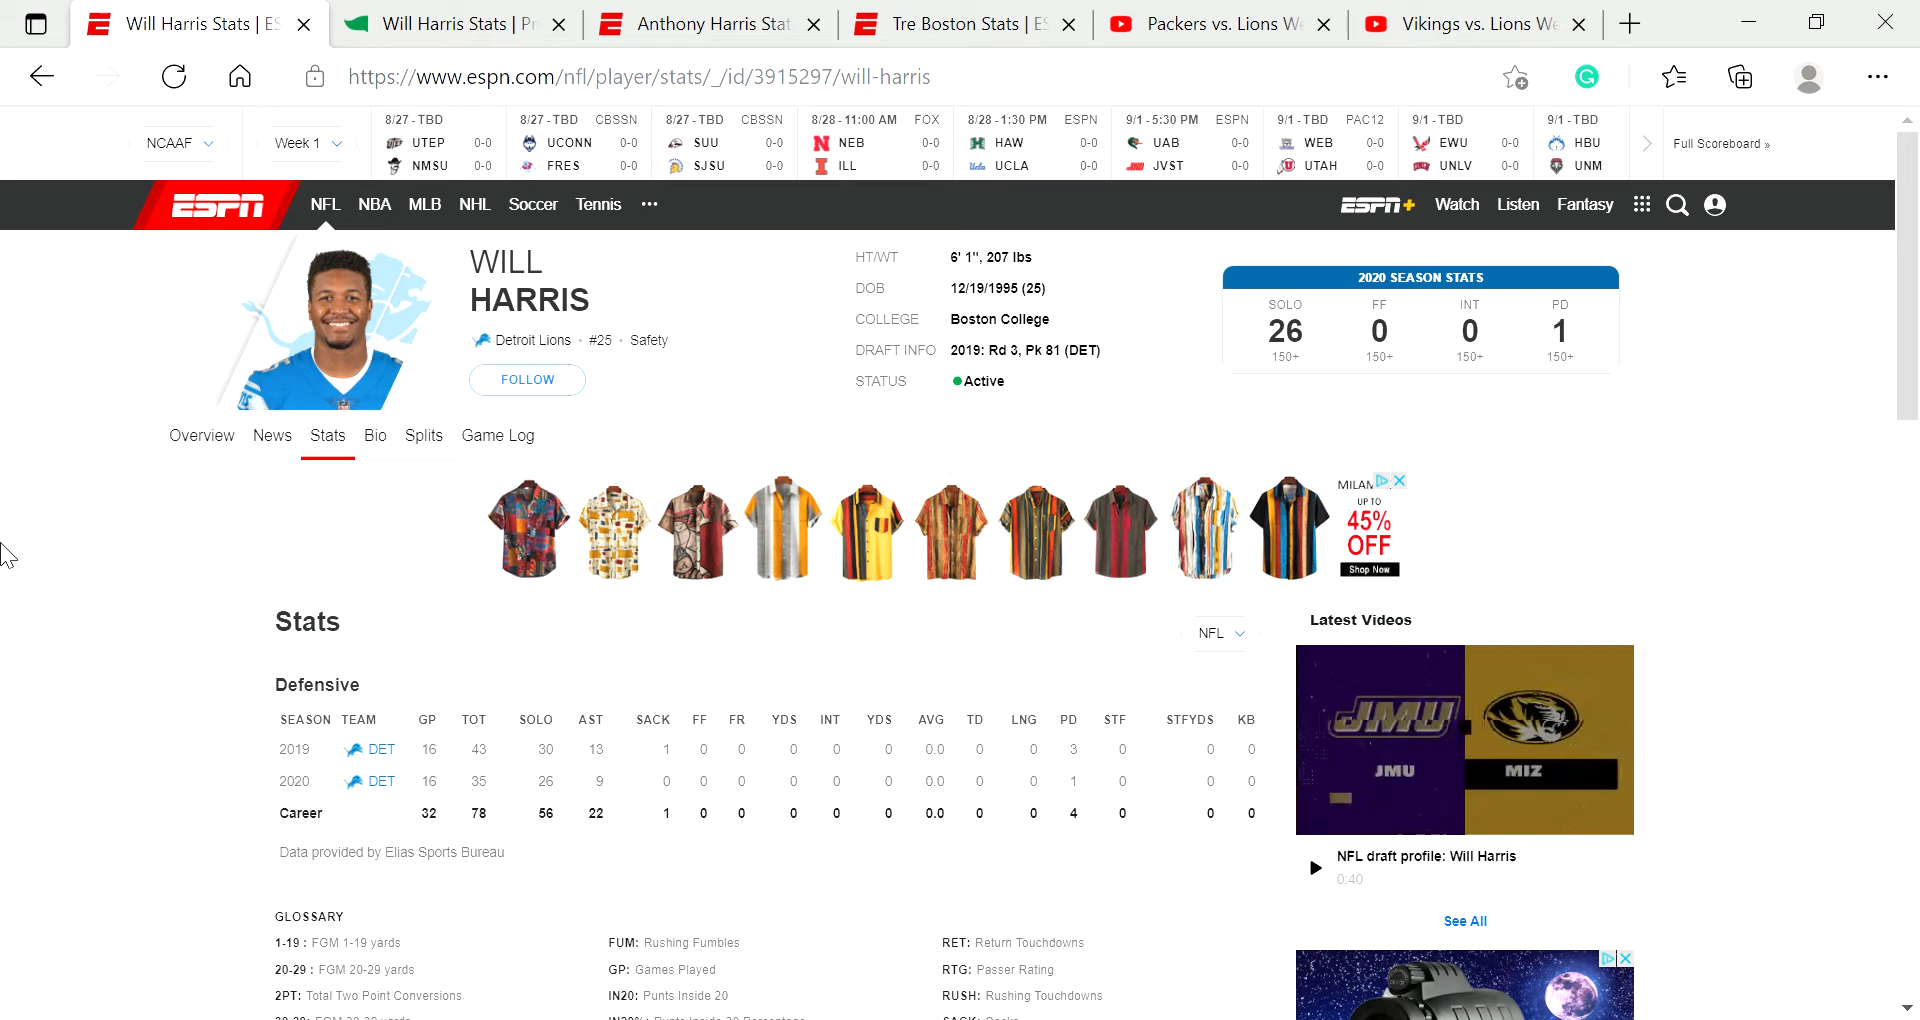 Will Harris Stats | ES
Will Harris Stats | Pr
Anthony Harris Stat
Tre Boston Stats | ES
Packers vs. Lions We
Vikings vs. Lions We
https://www.espn.com/nfl/player/stats/_/id/3915297/will-harris
NCAAF
Week 1
8/27 - TBD
UTEP 0-0
NMSU 0-0
8/27 - TBD CBSSN
UCONN 0-0
FRES 0-0
8/27 - TBD CBSSN
SUU 0-0
SJSU 0-0
8/28 - 11:00 AM FOX
NEB 0-0
ILL 0-0
8/28 - 1:30 PM ESPN
HAW 0-0
UCLA 0-0
9/1 - 5:30 PM ESPN
UAB 0-0
JVST 0-0
9/1 - TBD PAC12
WEB 0-0
UTAH 0-0
9/1 - TBD
EWU 0-0
UNLV 0-0
9/1 - TBD
HBU
UNM
Full Scoreboard »
ESPN NFL NBA MLB NHL Soccer Tennis ••• ESPN+ Watch Listen Fantasy
WILL
HARRIS
Detroit Lions • #25 • Safety
FOLLOW
HT/WT 6' 1", 207 lbs
DOB 12/19/1995 (25)
COLLEGE Boston College
DRAFT INFO 2019: Rd 3, Pk 81 (DET)
STATUS Active
2020 SEASON STATS
SOLO FF INT PD
26 0 0 1
150+ 150+ 150+ 150+
Overview News Stats Bio Splits Game Log
UP TO
45%
OFF
Shop Now
Stats
NFL
Defensive
SEASON TEAM GP TOT SOLO AST SACK FF FR YDS INT YDS AVG TD LNG PD STF STFYDS KB
2019 DET 16 43 30 13 1 0 0 0 0 0 0.0 0 0 3 0 0 0
2020 DET 16 35 26 9 0 0 0 0 0 0 0.0 0 0 1 0 0 0
Career 32 78 56 22 1 0 0 0 0 0 0.0 0 0 4 0 0 0
Data provided by Elias Sports Bureau
Latest Videos
JMU
JMU MIZ
NFL draft profile: Will Harris
0:40
See All
GLOSSARY
1-19 : FGM 1-19 yards
20-29 : FGM 20-29 yards
2PT: Total Two Point Conversions
FUM: Rushing Fumbles
GP: Games Played
IN20: Punts Inside 20
RET: Return Touchdowns
RTG: Passer Rating
RUSH: Rushing Touchdowns